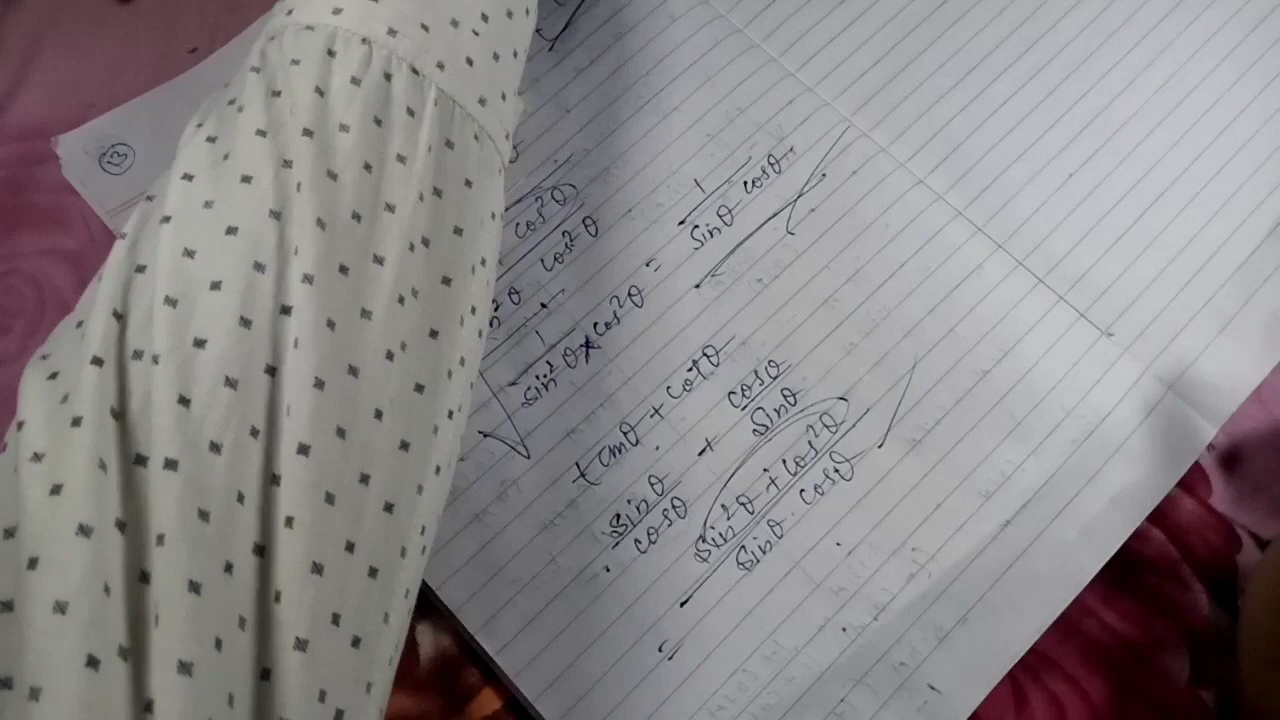 13
cos²θ
cos²θ
√ 1 / sin²θ × cos²θ = 1 / sinθ cosθ
tanθ + cotθ
sinθ / cosθ + cosθ / sinθ
= sin²θ + cos²θ / sinθ . cosθ